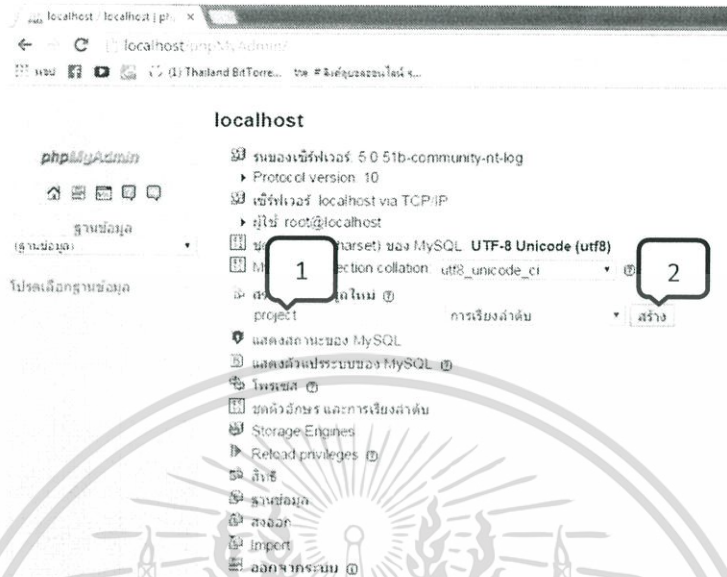 localhost / localhost | ph
localhost/phpMyAdmin/
(1) Thailand BitTorre...
localhost
phpMyAdmin
รุ่นของเซิร์ฟเวอร์: 5.0.51b-community-nt-log
Protocol version: 10
เซิร์ฟเวอร์: localhost via TCP/IP
ผู้ใช้: root@localhost
ฐานข้อมูล
(ฐานข้อมูล)
โปรดเลือกฐานข้อมูล
charset) ของ MySQL: UTF-8 Unicode (utf8)
ection collation: utf8_unicode_ci
1
2
project
การเรียงลำดับ
สร้าง
แสดงสถานะของ MySQL
แสดงตัวแปรระบบของ MySQL
โพรเซส
ชุดตัวอักษร และการเรียงลำดับ
Storage Engines
Reload privileges
สิทธิ
ฐานข้อมูล
ส่งออก
Import
ออกจากระบบ